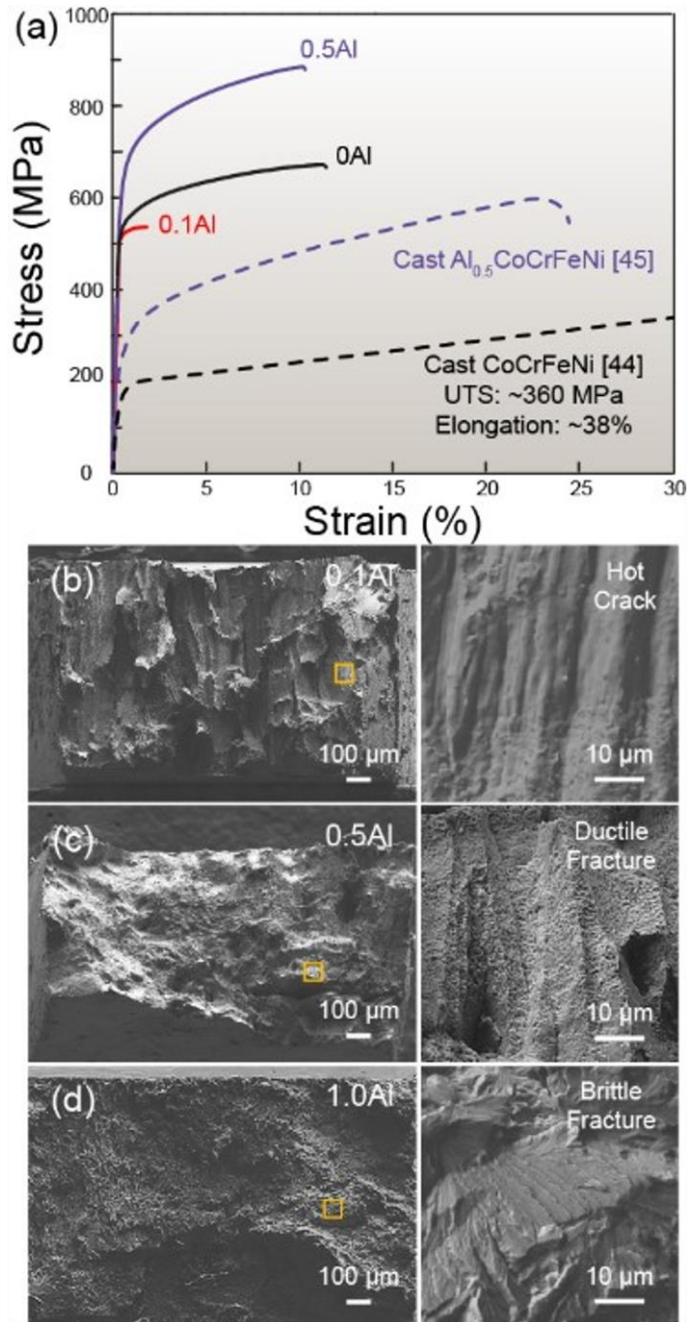 (a)
1000
800
600
400
200
0
Stress (MPa)
0.5Al
0Al
0.1Al
Cast Al₀.₅CoCrFeNi [45]
Cast CoCrFeNi [44]
UTS: ~360 MPa
Elongation: ~38%
0 5 10 15 20 25 30
Strain (%)
(b) 0.1Al
100 µm
Hot
Crack
10 µm
(c) 0.5Al
100 µm
Ductile
Fracture
10 µm
(d) 1.0Al
100 µm
Brittle
Fracture
10 µm